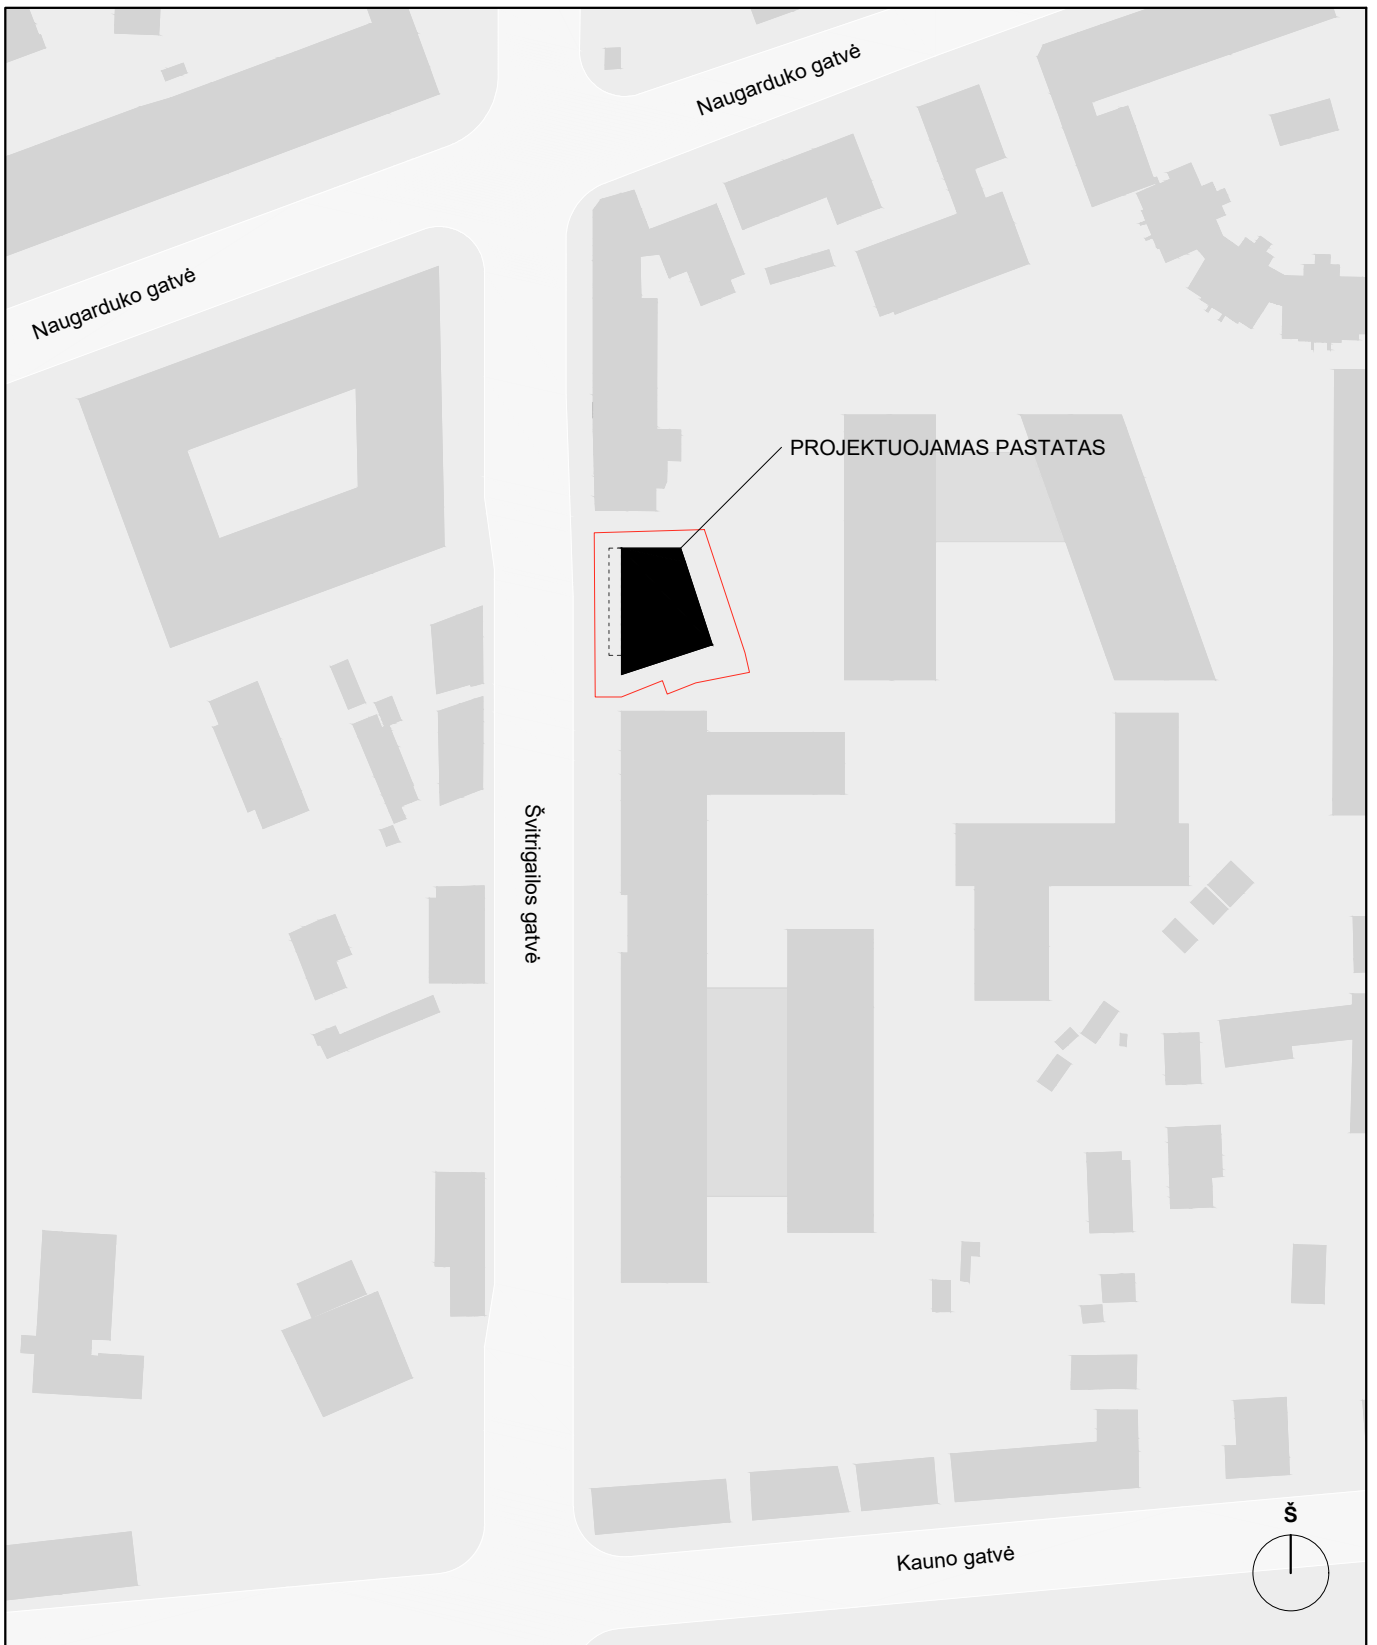 Naugarduko gatvė
Naugarduko gatvė
PROJEKTUOJAMAS PASTATAS
Švitrigailos gatvė
Š
Kauno gatvė